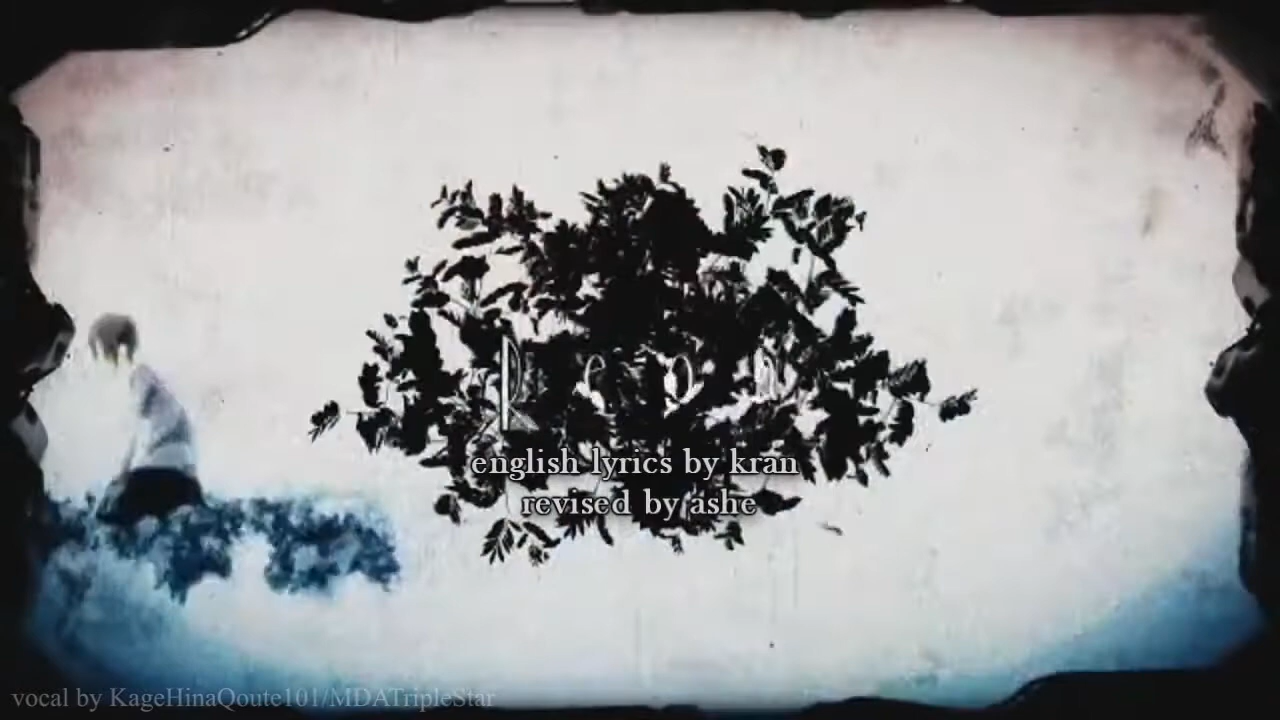 english lyrics by kran
revised by ashe
vocal by KageHinaQoute101/MDATripleStar